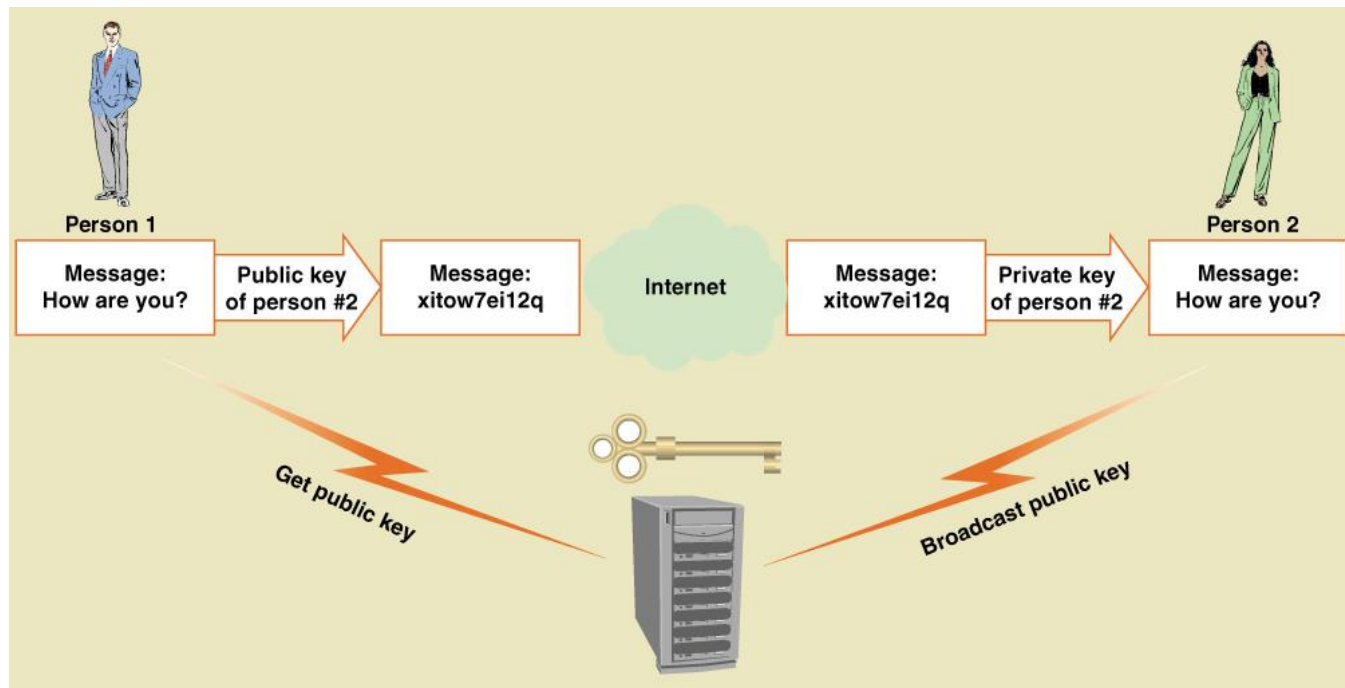 Person 1
Person 2
Message:
How are you?
Public key
of person #2
Message:
xitow7ei12q
Internet
Message:
xitow7ei12q
Private key
of person #2
Message:
How are you?
Get public key
Broadcast public key